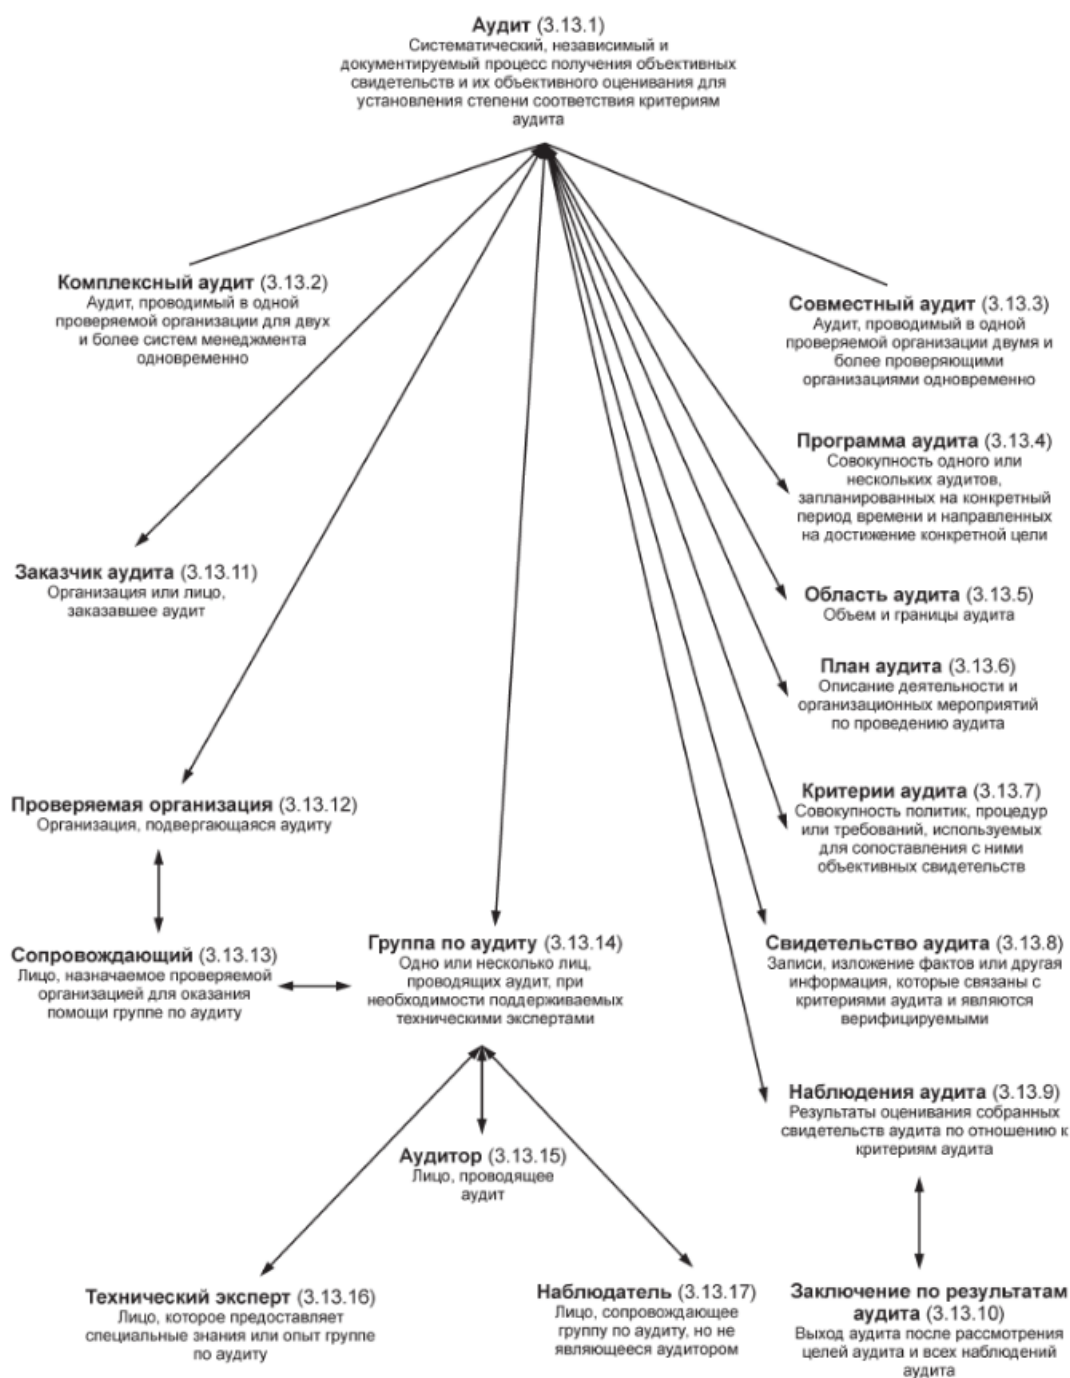 Аудит (3.13.1)
Систематический, независимый и
документируемый процесс получения объективных
свидетельств и их объективного оценивания для
установления степени соответствия критериям
аудита
Комплексный аудит (3.13.2)
Аудит, проводимый в одной
проверяемой организации для двух
и более систем менеджмента
одновременно
Совместный аудит (3.13.3)
Аудит, проводимый в одной
проверяемой организации двумя и
более проверяющими
организациями одновременно
Программа аудита (3.13.4)
Совокупность одного или
нескольких аудитов,
запланированных на конкретный
период времени и направленных
на достижение конкретной цели
Заказчик аудита (3.13.11)
Организация или лицо,
заказавшее аудит
Область аудита (3.13.5)
Объем и границы аудита
План аудита (3.13.6)
Описание деятельности и
организационных мероприятий
по проведению аудита
Проверяемая организация (3.13.12)
Организация, подвергающаяся аудиту
Критерии аудита (3.13.7)
Совокупность политик, процедур
или требований, используемых
для сопоставления с ними
объективных свидетельств
Сопровождающий (3.13.13)
Лицо, назначаемое проверяемой
организацией для оказания
помощи группе по аудиту
Группа по аудиту (3.13.14)
Одно или несколько лиц,
проводящих аудит, при
необходимости поддерживаемых
техническими экспертами
Свидетельство аудита (3.13.8)
Записи, изложение фактов или другая
информация, которые связаны с
критериями аудита и являются
верифицируемыми
Наблюдения аудита (3.13.9)
Результаты оценивания собранных
свидетельств аудита по отношению к
критериям аудита
Аудитор (3.13.15)
Лицо, проводящее
аудит
Технический эксперт (3.13.16)
Лицо, которое предоставляет
специальные знания или опыт группе
по аудиту
Наблюдатель (3.13.17)
Лицо, сопровождающее
группу по аудиту, но не
являющееся аудитором
Заключение по результатам
аудита (3.13.10)
Выход аудита после рассмотрения
целей аудита и всех наблюдений
аудита